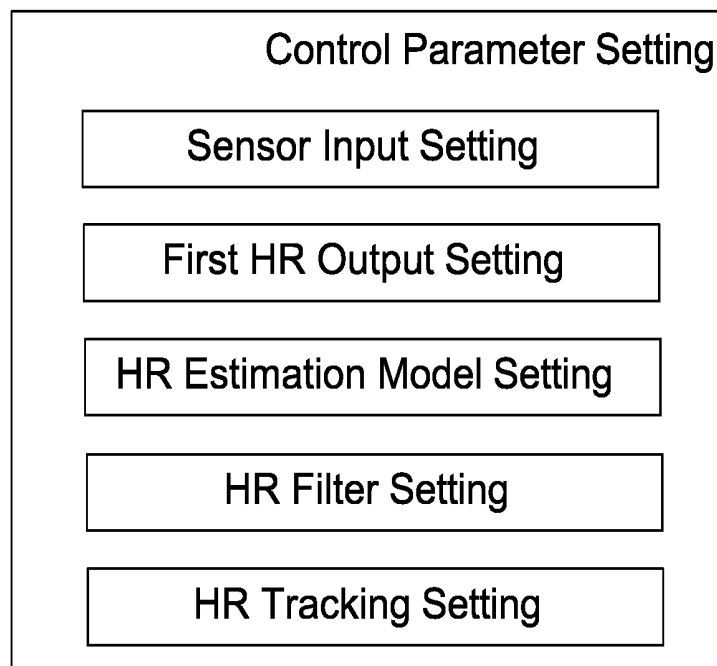 Control Parameter Setting
Sensor Input Setting
First HR Output Setting
HR Estimation Model Setting
HR Filter Setting
HR Tracking Setting